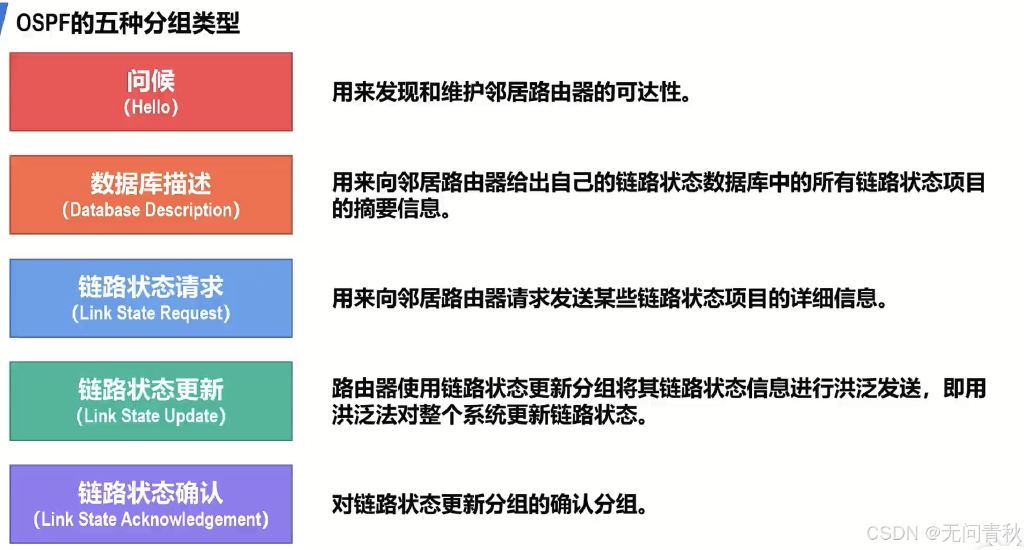 OSPF的五种分组类型
问候
（Hello）
用来发现和维护邻居路由器的可达性。
数据库描述
（Database Description）
用来向邻居路由器给出自己的链路状态数据库中的所有链路状态项目
的摘要信息。
链路状态请求
（Link State Request）
用来向邻居路由器请求发送某些链路状态项目的详细信息。
链路状态更新
（Link State Update）
路由器使用链路状态更新分组将其链路状态信息进行洪泛发送，即用
洪泛法对整个系统更新链路状态。
链路状态确认
（Link State Acknowledgement）
对链路状态更新分组的确认分组。
CSDN @无问青秋